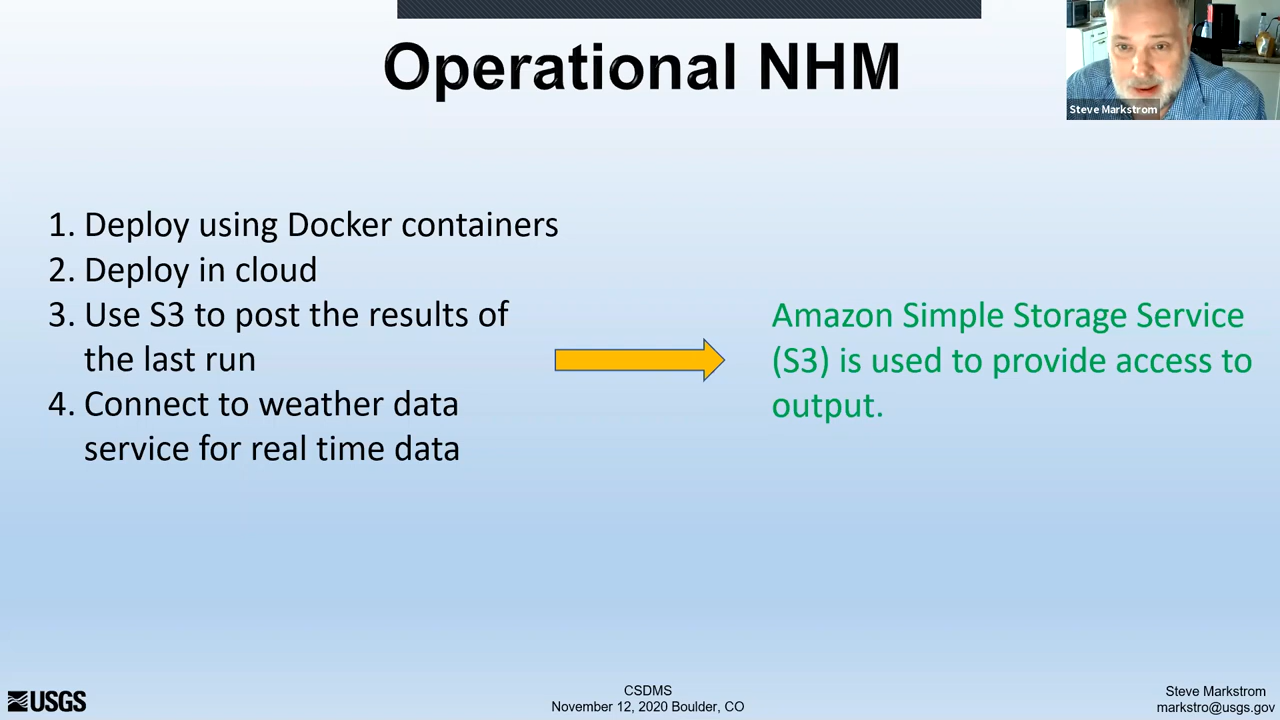 Operational NHM
Steve Markstrom
1. Deploy using Docker containers
2. Deploy in cloud
3. Use S3 to post the results of
the last run
4. Connect to weather data
service for real time data
Amazon Simple Storage Service
(S3) is used to provide access to
output.
USGS
CSDMS
November 12, 2020 Boulder, CO
Steve Markstrom
markstro@usgs.gov